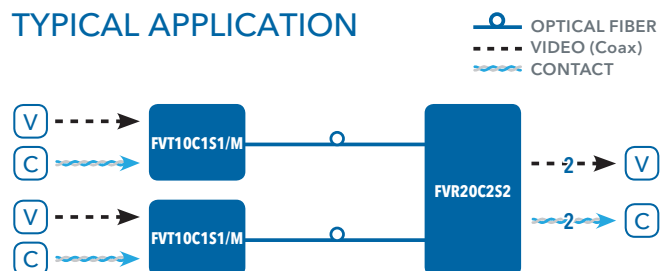 TYPICAL APPLICATION
OPTICAL FIBER
VIDEO (Coax)
CONTACT
V
C
FVT10C1S1/M
V
C
FVT10C1S1/M
FVR20C2S2
2
V
2
C